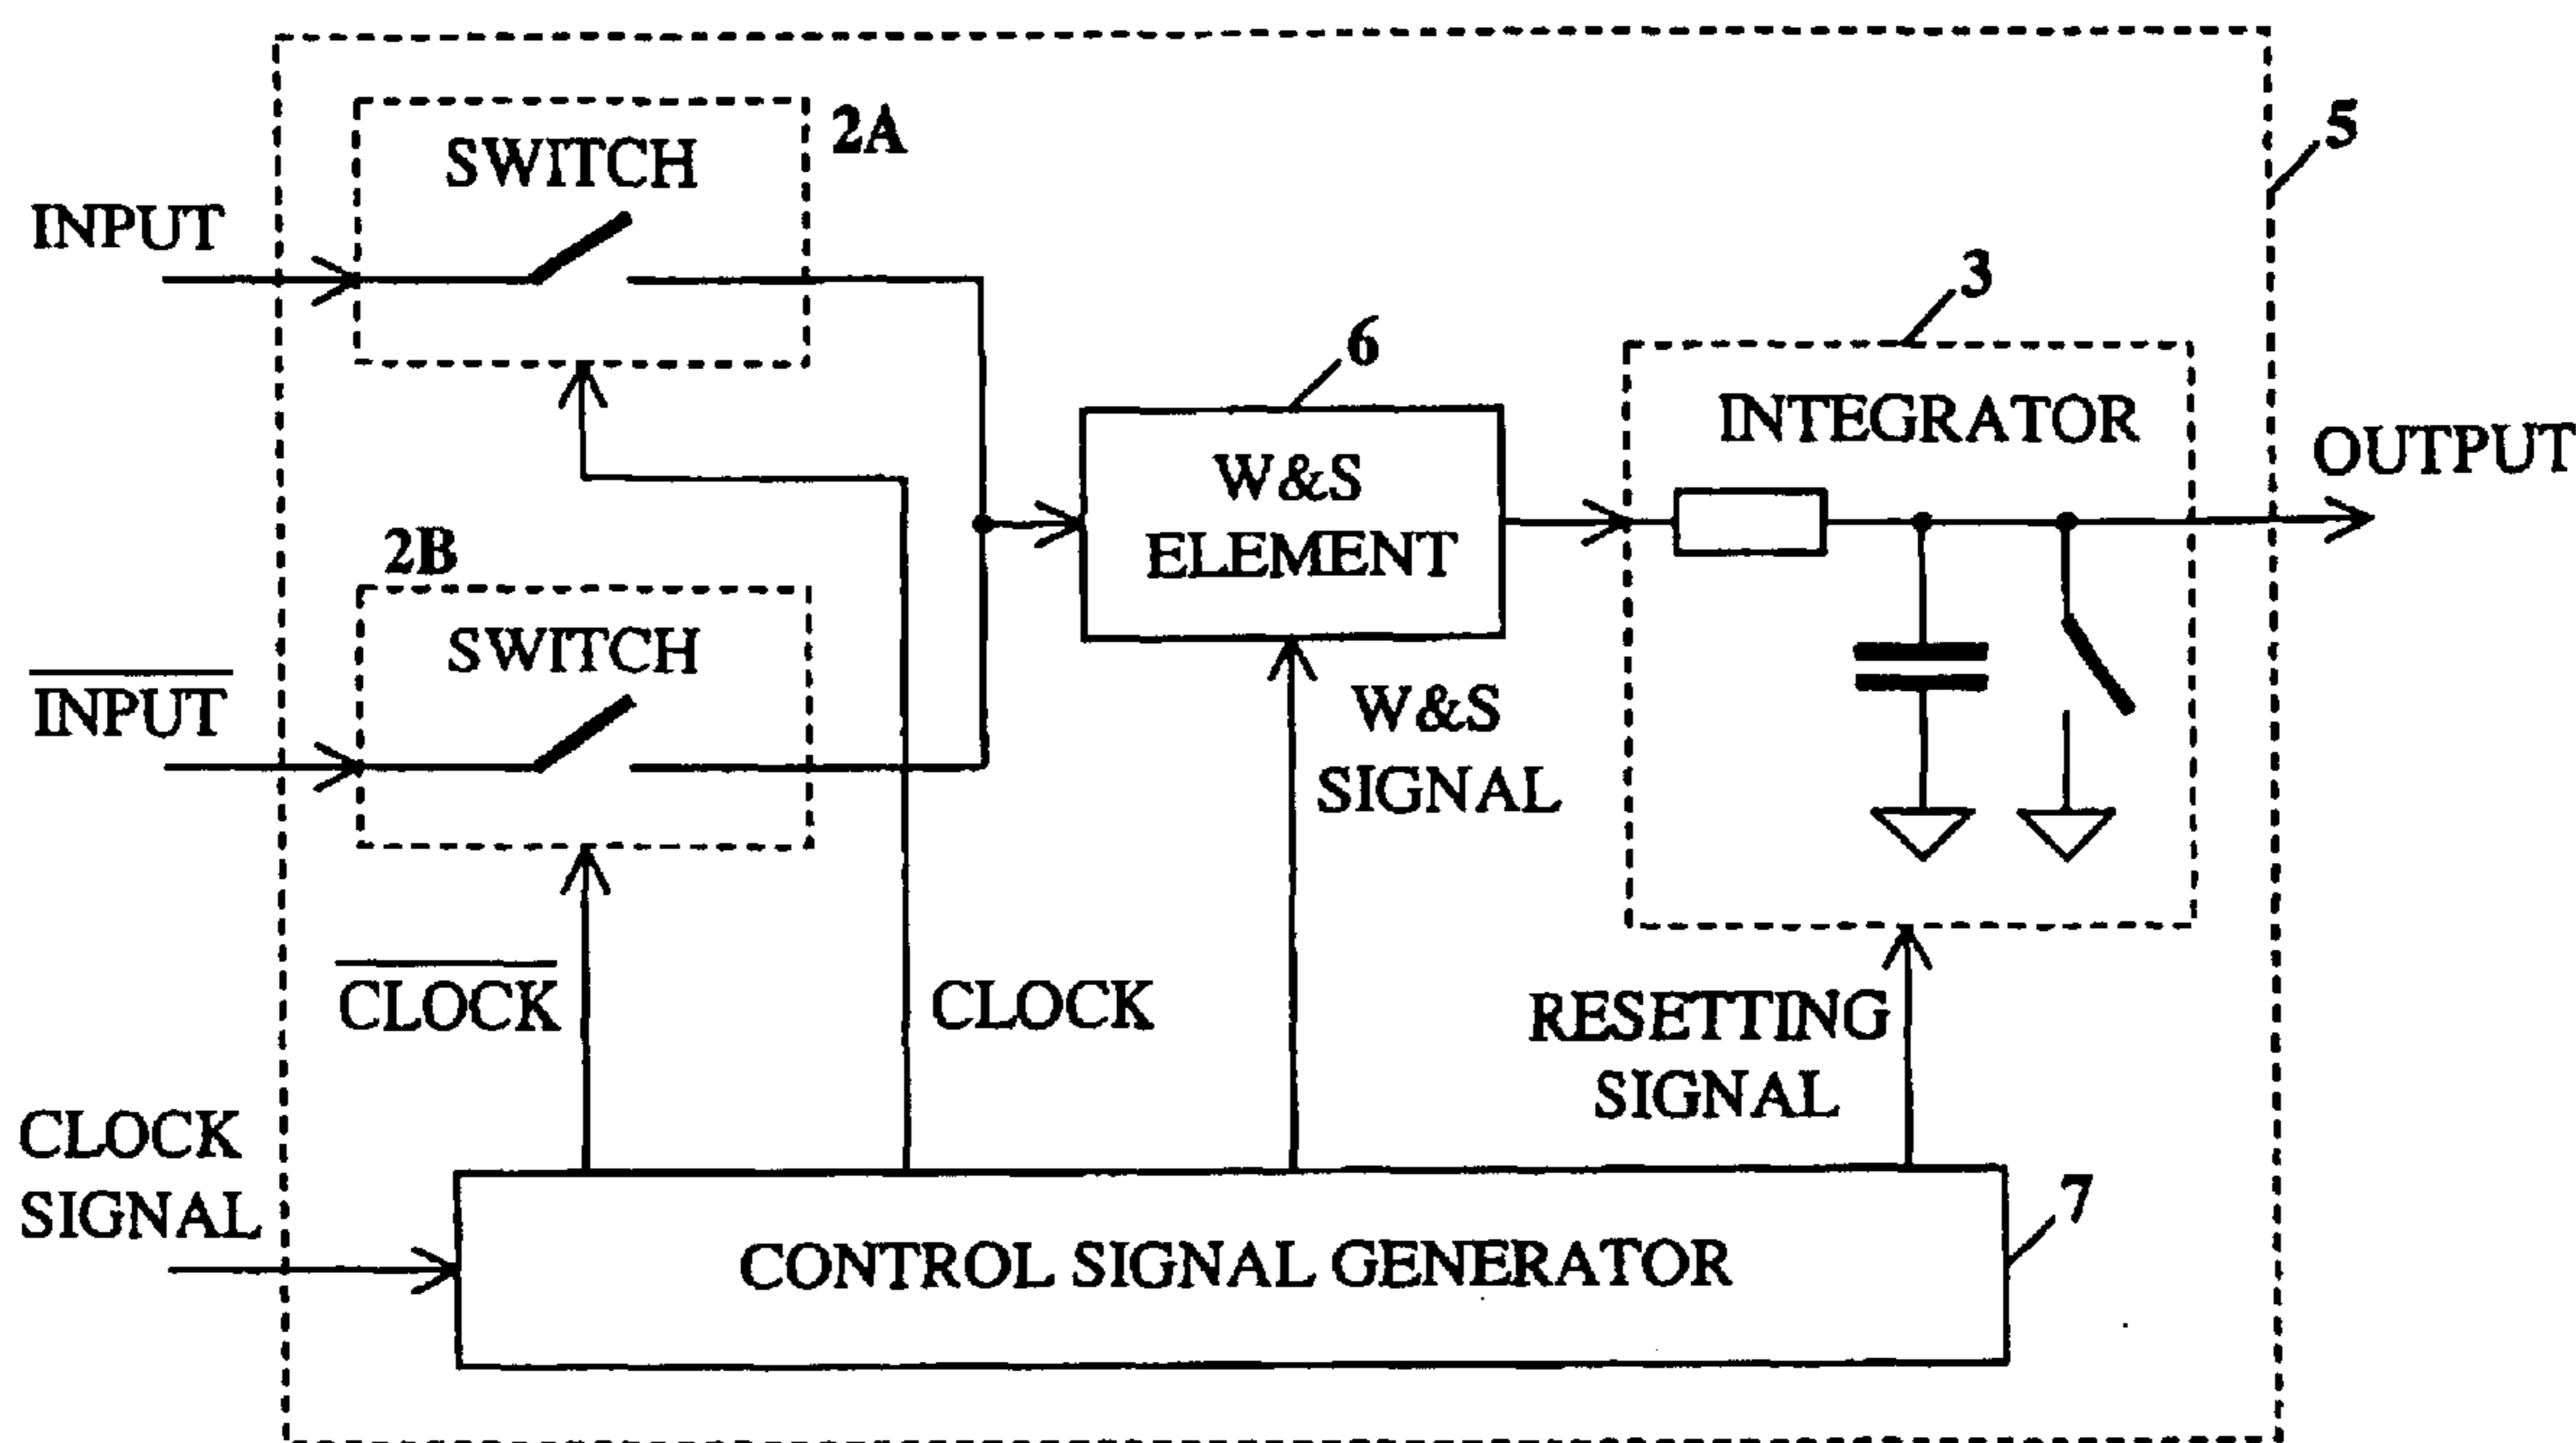 2A
SWITCH
5
INPUT
3
6
INTEGRATOR
OUTPUT
W&S
ELEMENT
2B
SWITCH
INPUT
W&S
SIGNAL
CLOCK
CLOCK
RESETTING
SIGNAL
CLOCK
SIGNAL
7
CONTROL SIGNAL GENERATOR